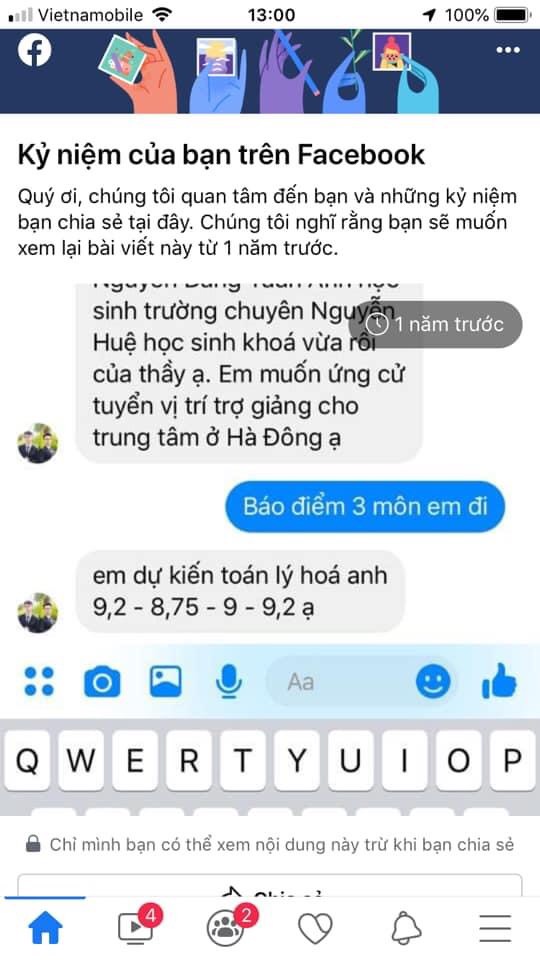 Vietnamobile
13:00
100%
Kỷ niệm của bạn trên Facebook
Quý ơi, chúng tôi quan tâm đến bạn và những kỷ niệm
bạn chia sẻ tại đây. Chúng tôi nghĩ rằng bạn sẽ muốn
xem lại bài viết này từ 1 năm trước.
sinh trường chuyên Nguyễn
1 năm trước
Huệ học sinh khoá vừa rồi
của thầy ạ. Em muốn ứng cử
tuyển vị trí trợ giảng cho
trung tâm ở Hà Đông ạ
Báo điểm 3 môn em đi
em dự kiến toán lý hoá anh
9,2 - 8,75 - 9 - 9,2 ạ
Aa
Q W E R T Y U I O P
Chỉ mình bạn có thể xem nội dung này trừ khi bạn chia sẻ
4
2